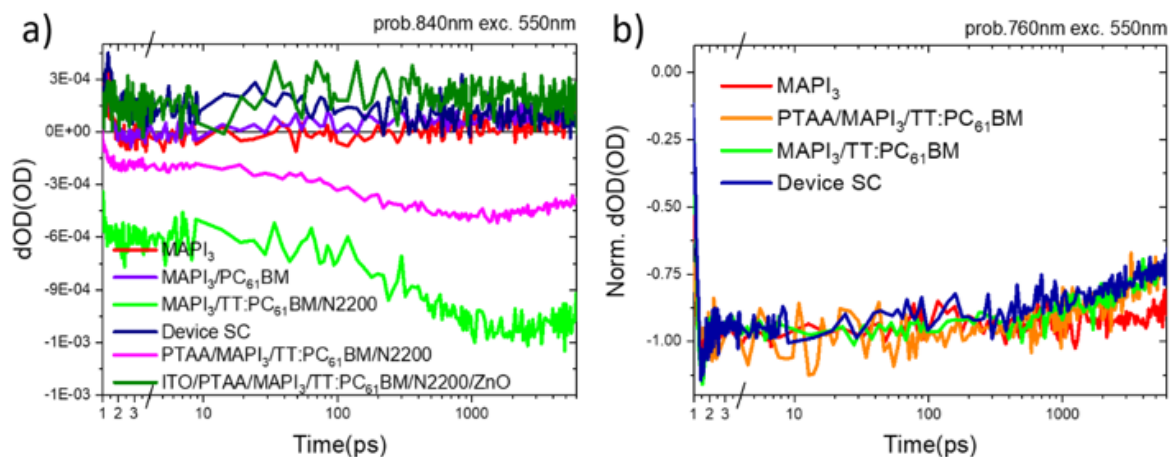 a)
prob.840nm exc. 550nm
3E-04
0E+00
-3E-04
-6E-04
-9E-04
-1E-03
-1E-03
dOD(OD)
MAPI₃
MAPI₃/PC₆₁BM
MAPI₃/TT:PC₆₁BM/N2200
Device SC
PTAA/MAPI₃/TT:PC₆₁BM/N2200
ITO/PTAA/MAPI₃/TT:PC₆₁BM/N2200/ZnO
1 2 3 10 100 1000
Time(ps)
b)
prob.760nm exc. 550nm
0.00
-0.25
-0.50
-0.75
-1.00
Norm. dOD(OD)
MAPI₃
PTAA/MAPI₃/TT:PC₆₁BM
MAPI₃/TT:PC₆₁BM
Device SC
1 2 3 10 100 1000
Time(ps)